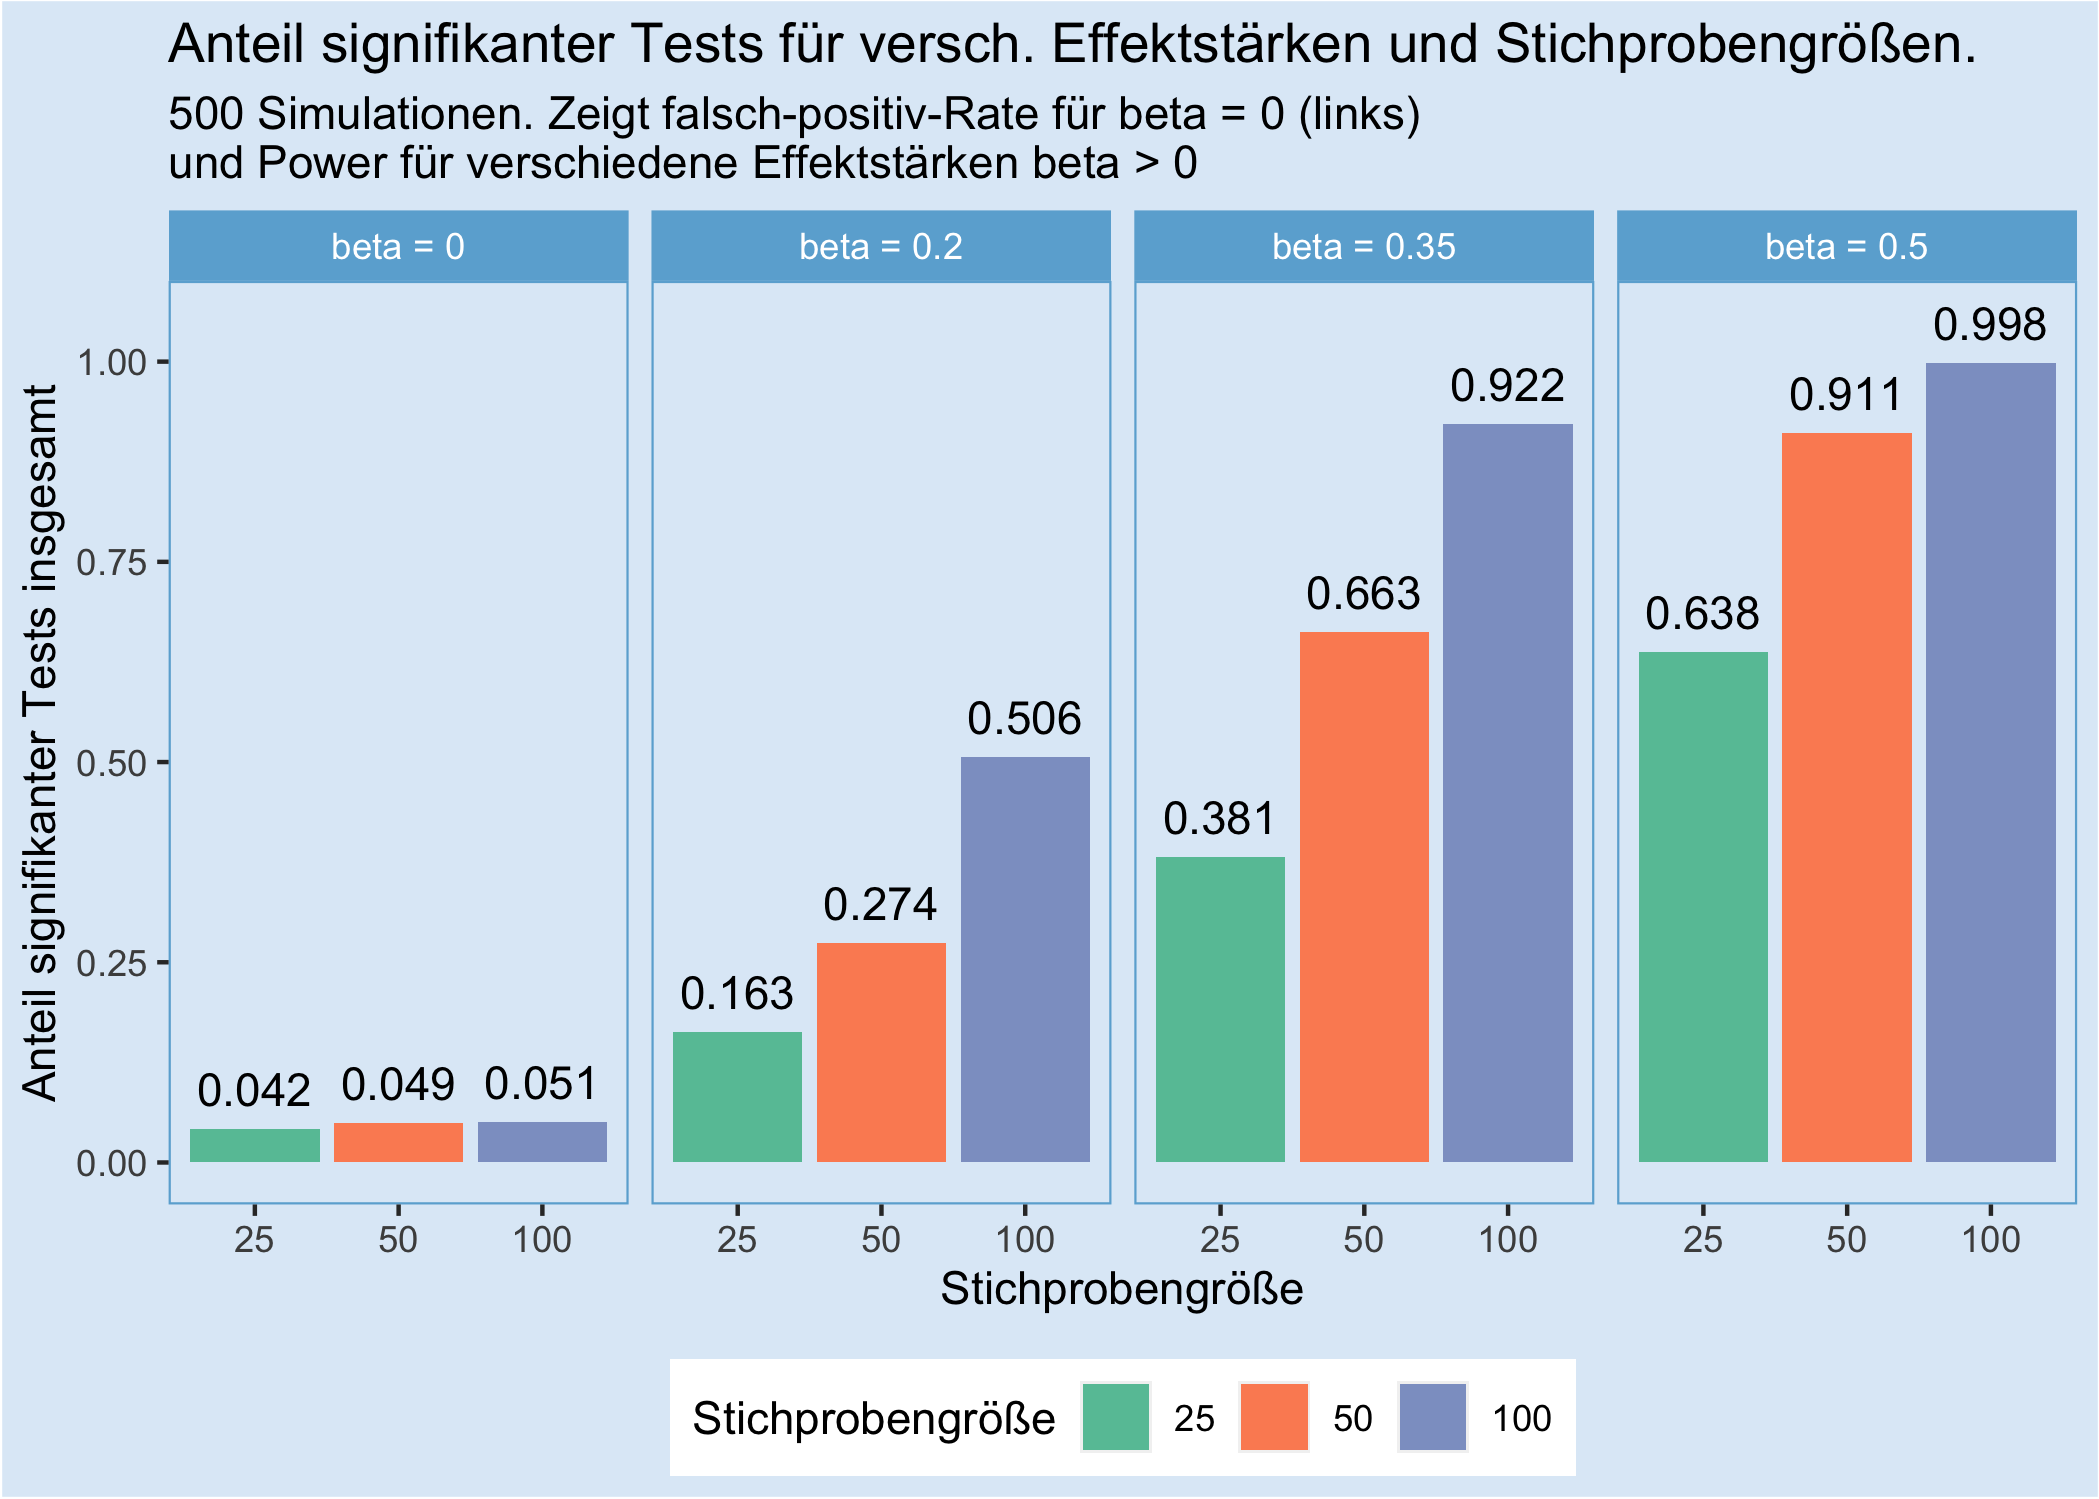 Anteil signifikanter Tests für versch. Effektstärken und Stichprobengrößen.
500 Simulationen. Zeigt falsch-positiv-Rate für beta = 0 (links)
und Power für verschiedene Effektstärken beta > 0
beta = 0
beta = 0.2
beta = 0.35
beta = 0.5
Anteil signifikanter Tests insgesamt
1.00
0.75
0.50
0.25
0.00
0.042
0.049
0.051
0.163
0.274
0.506
0.381
0.663
0.922
0.638
0.911
0.998
25 50 100
25 50 100
25 50 100
25 50 100
Stichprobengröße
Stichprobengröße 25 50 100